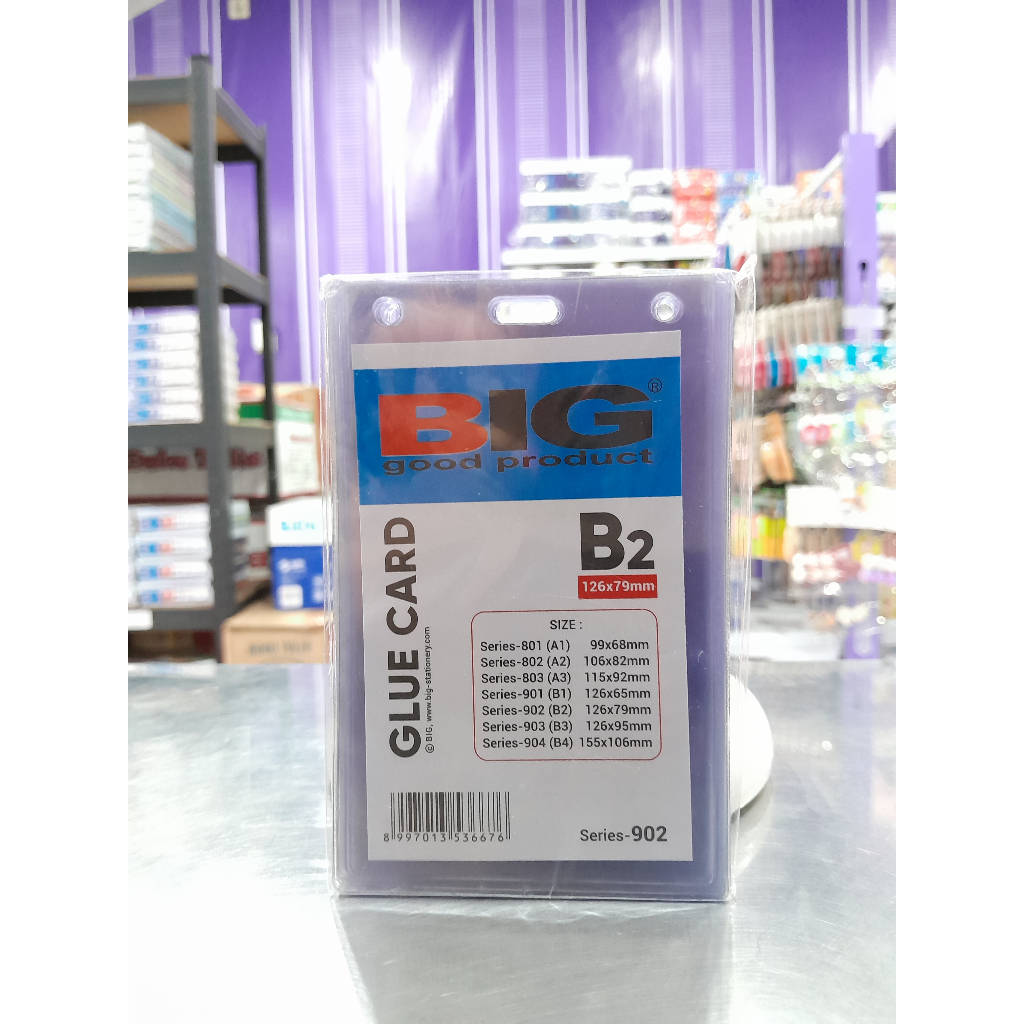 BIG®
good product
B2
126x79mm
GLUE CARD
© BIG, www.big-stationery.com
SIZE :
Series-801 (A1) 99x68mm
Series-802 (A2) 106x82mm
Series-803 (A3) 115x92mm
Series-901 (B1) 126x65mm
Series-902 (B2) 126x79mm
Series-903 (B3) 126x95mm
Series-904 (B4) 155x106mm
8 997013 536676
Series-902